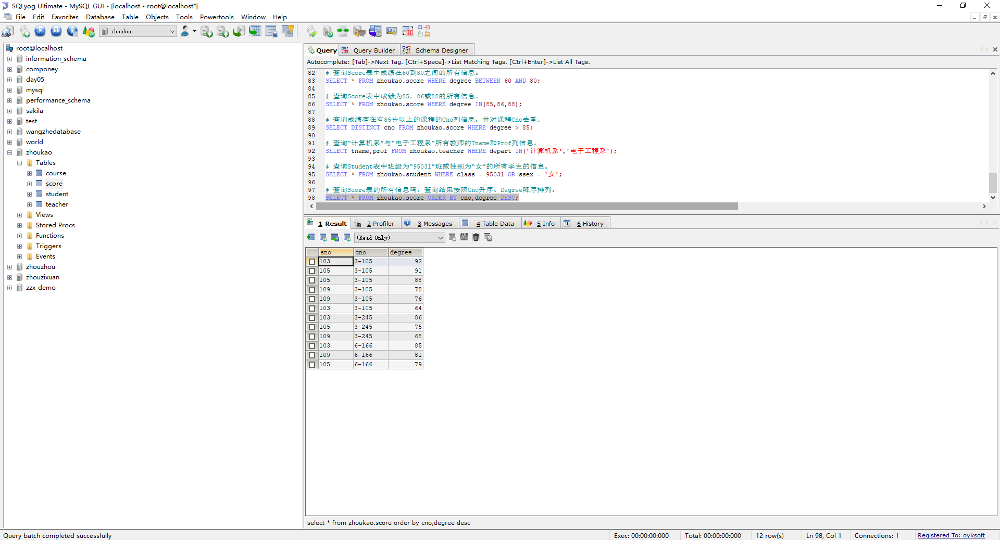 SQLyog Ultimate - MySQL GUI - [localhost - root@localhost*]
File Edit Favorites Database Table Objects Tools Powertools Window Help
zhoukao
root@localhost
information_schema
componey
day05
mysql
performance_schema
sakila
test
wangzhedatabase
world
zhoukao
Tables
course
score
student
teacher
Views
Stored Procs
Functions
Triggers
Events
zhouzhou
zhouzixuan
zzx_demo
Query Query Builder Schema Designer
Autocomplete: [Tab]->Next Tag. [Ctrl+Space]->List Matching Tags. [Ctrl+Enter]->List All Tags.
82 # 查询Score表中成绩在60到80之间的所有信息。
83 SELECT * FROM zhoukao.score WHERE degree BETWEEN 60 AND 80;
84
85 # 查询Score表中成绩为85，86或88的所有信息。
86 SELECT * FROM zhoukao.score WHERE degree IN(85,86,88);
87
88 # 查询成绩存在有85分以上的课程的Cno列信息，并对课程Cno去重.
89 SELECT DISTINCT cno FROM zhoukao.score WHERE degree > 85;
90
91 # 查询“计算机系”与“电子工程系“所有教师的Tname和Prof列信息。
92 SELECT tname,prof FROM zhoukao.teacher WHERE depart IN('计算机系','电子工程系');
93
94 # 查询Student表中班级为“95031”班或性别为“女”的所有学生的信息。
95 SELECT * FROM zhoukao.student WHERE class = 95031 OR ssex = '女';
96
97 # 查询Score表的所有信息吗，查询结果按照Cno升序、Degree降序排列。
98 SELECT * FROM zhoukao.score ORDER BY cno,degree DESC;
1 Result 2 Profiler 3 Messages 4 Table Data 5 Info 6 History
(Read Only)
sno cno degree
103 3-105 92
105 3-105 91
105 3-105 88
109 3-105 78
109 3-105 76
103 3-105 64
103 3-245 86
105 3-245 75
109 3-245 68
103 6-166 85
109 6-166 81
105 6-166 79
select * from zhoukao.score order by cno,degree desc
Query batch completed successfully Exec: 00:00:00:000 Total: 00:00:00:000 12 row(s) Ln 98, Col 1 Connections: 1 Registered To: ovksoft